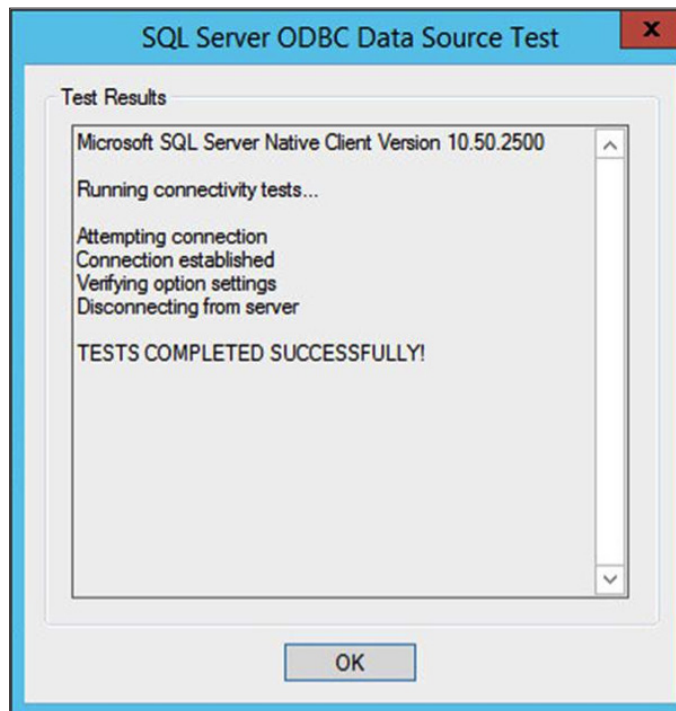 SQL Server ODBC Data Source Test
x
Test Results
Microsoft SQL Server Native Client Version 10.50.2500
Running connectivity tests...
Attempting connection
Connection established
Verifying option settings
Disconnecting from server
TESTS COMPLETED SUCCESSFULLY!
OK